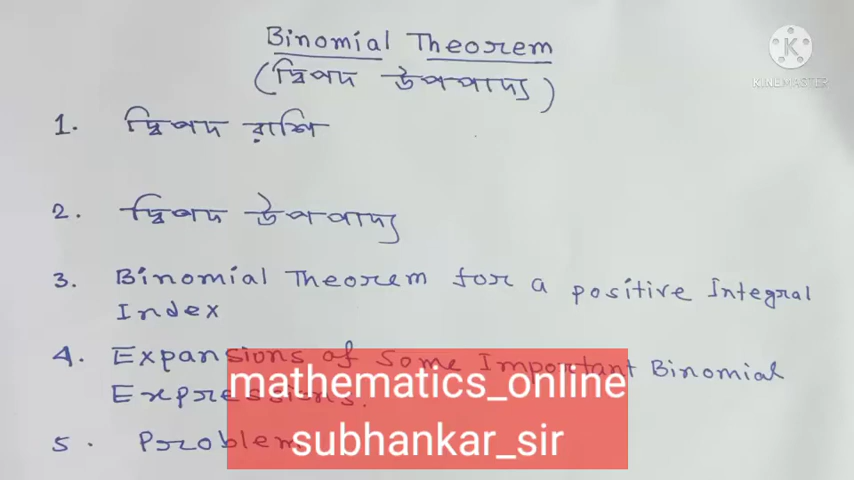 Binomial Theorem
(দ্বিপদ উপপাদ্য)
K
KINEMASTER
1. দ্বিপদ রাশি
2. দ্বিপদ উপপাদ্য
3. Binomial Theorem for a positive Integral
Index
4. Expansions of Some Important Binomial
Expressions.
5. Problem
mathematics_online
subhankar_sir